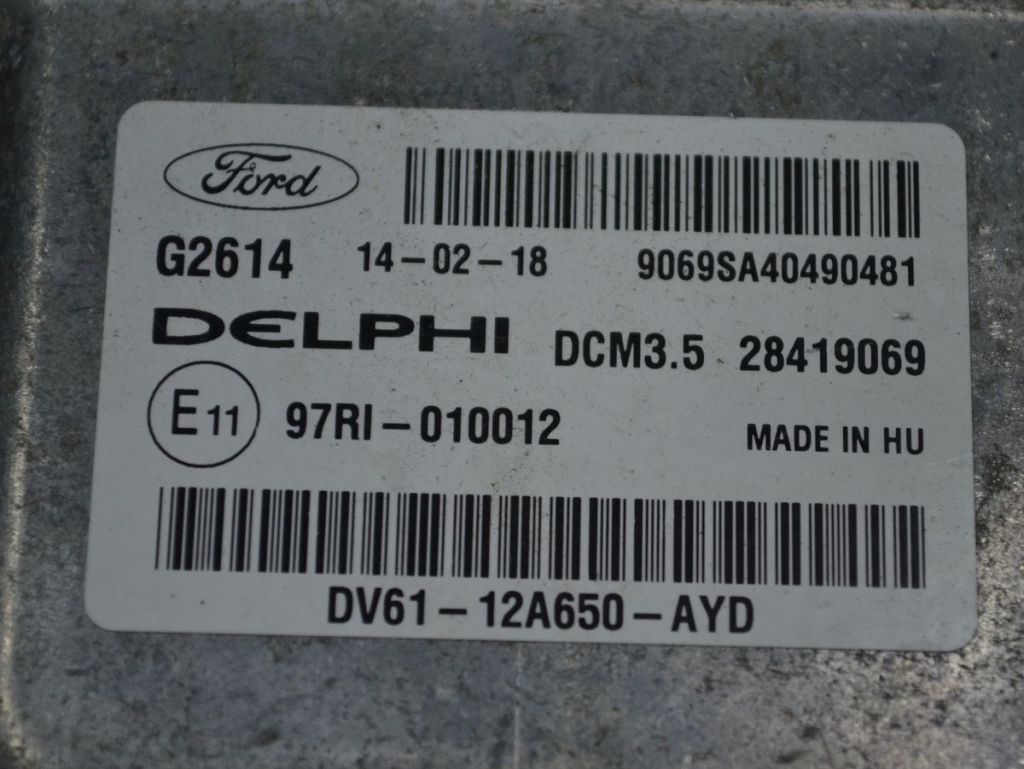 Ford
G2614 14-02-18 9069SA40490481
DELPHI DCM3.5 28419069
E11 97RI-010012 MADE IN HU
DV61-12A650-AYD